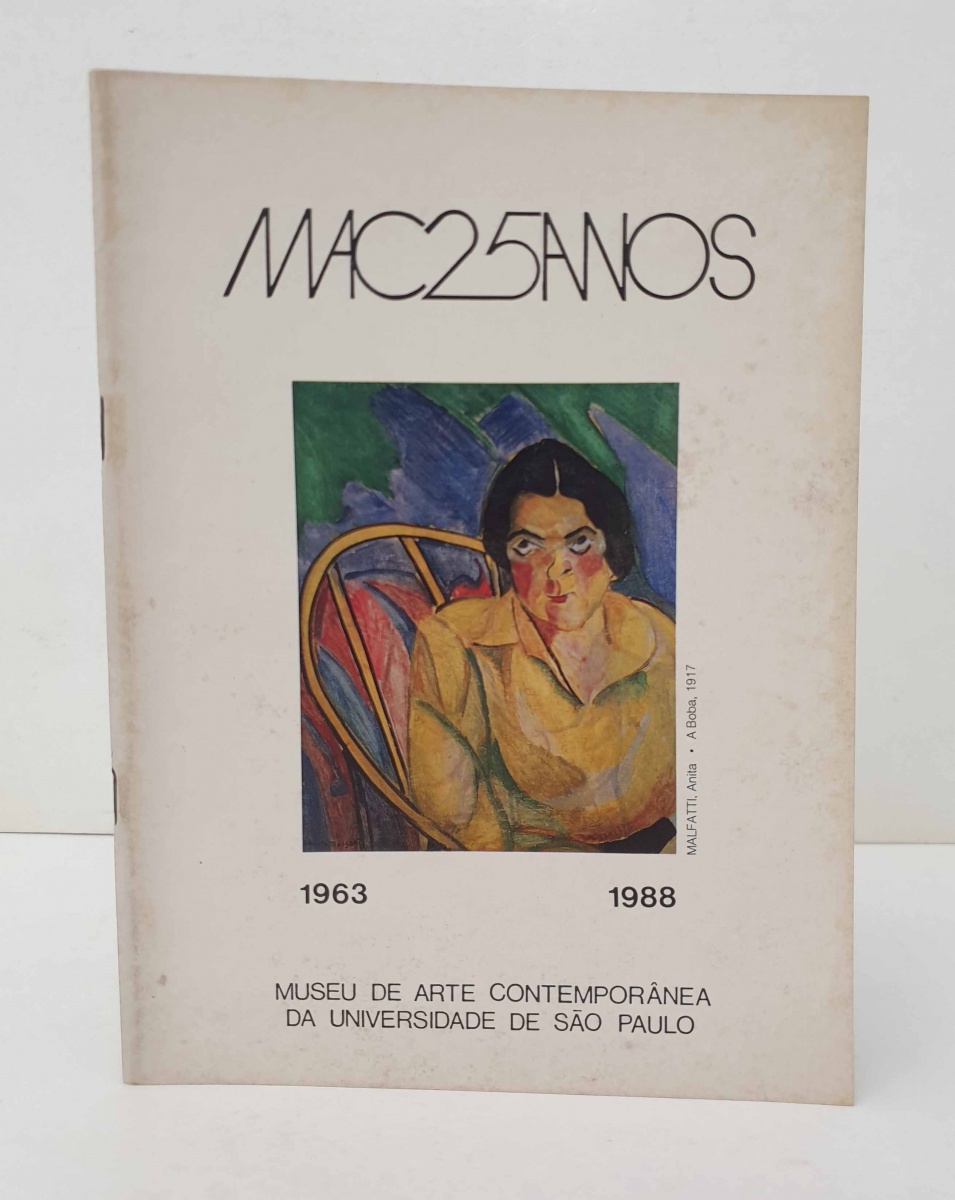 MAC25ANOS
MALFATTI, Anita • A Boba, 1917
1963 1988
MUSEU DE ARTE CONTEMPORÂNEA
DA UNIVERSIDADE DE SÃO PAULO